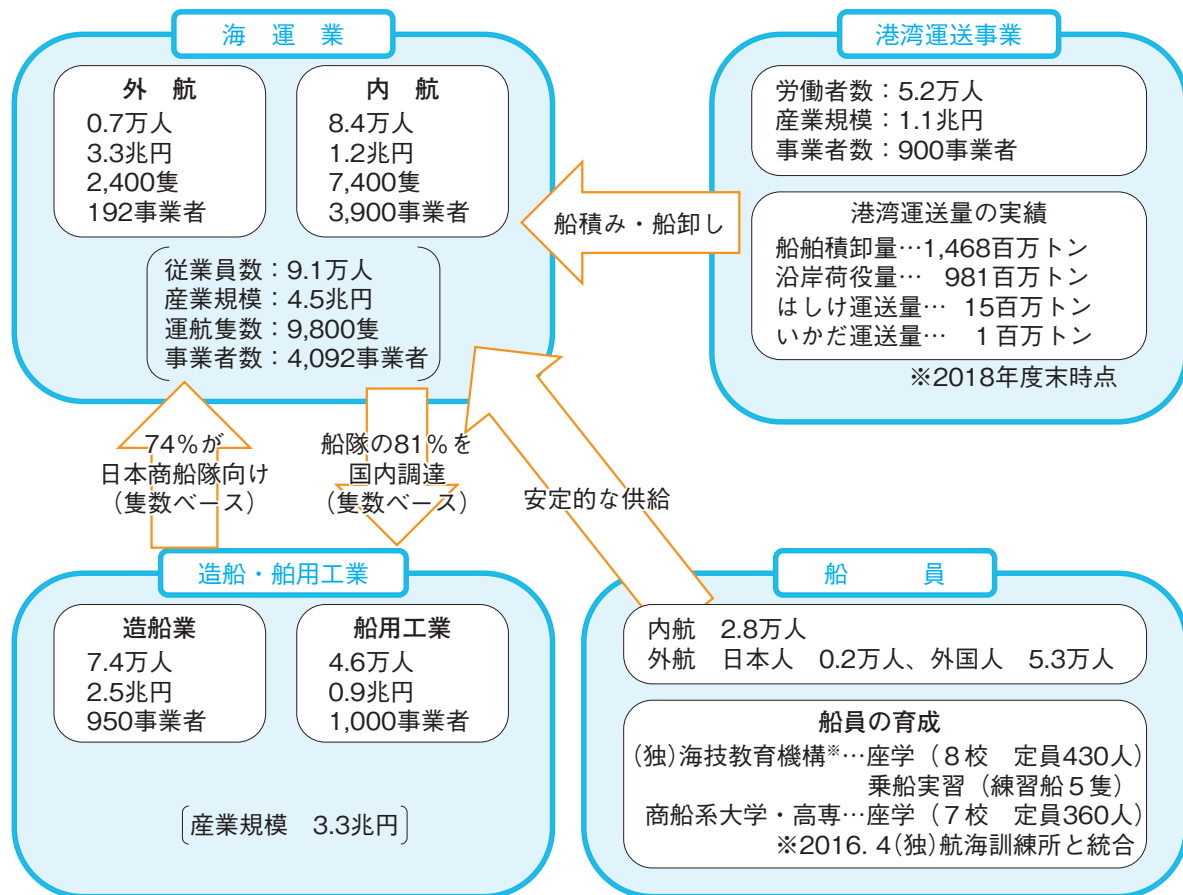 海 運 業
外 航
0.7万人
3.3兆円
2,400隻
192事業者
内 航
8.4万人
1.2兆円
7,400隻
3,900事業者
従業員数：9.1万人
産業規模：4.5兆円
運航隻数：9,800隻
事業者数：4,092事業者
港湾運送事業
労働者数：5.2万人
産業規模：1.1兆円
事業者数：900事業者
港湾運送量の実績
船舶積卸量…1,468百万トン
沿岸荷役量… 981百万トン
はしけ運送量… 15百万トン
いかだ運送量… 1百万トン
※2018年度末時点
船積み・船卸し
74％が
日本商船隊向け
（隻数ベース）
船隊の81％を
国内調達
（隻数ベース）
安定的な供給
造船・舶用工業
造船業
7.4万人
2.5兆円
950事業者
船用工業
4.6万人
0.9兆円
1,000事業者
産業規模 3.3兆円
船 員
内航 2.8万人
外航 日本人 0.2万人、外国人 5.3万人
船員の育成
(独)海技教育機構※…座学（８校 定員430人）
乗船実習（練習船５隻）
商船系大学・高専…座学（７校 定員360人）
※2016. 4(独)航海訓練所と統合